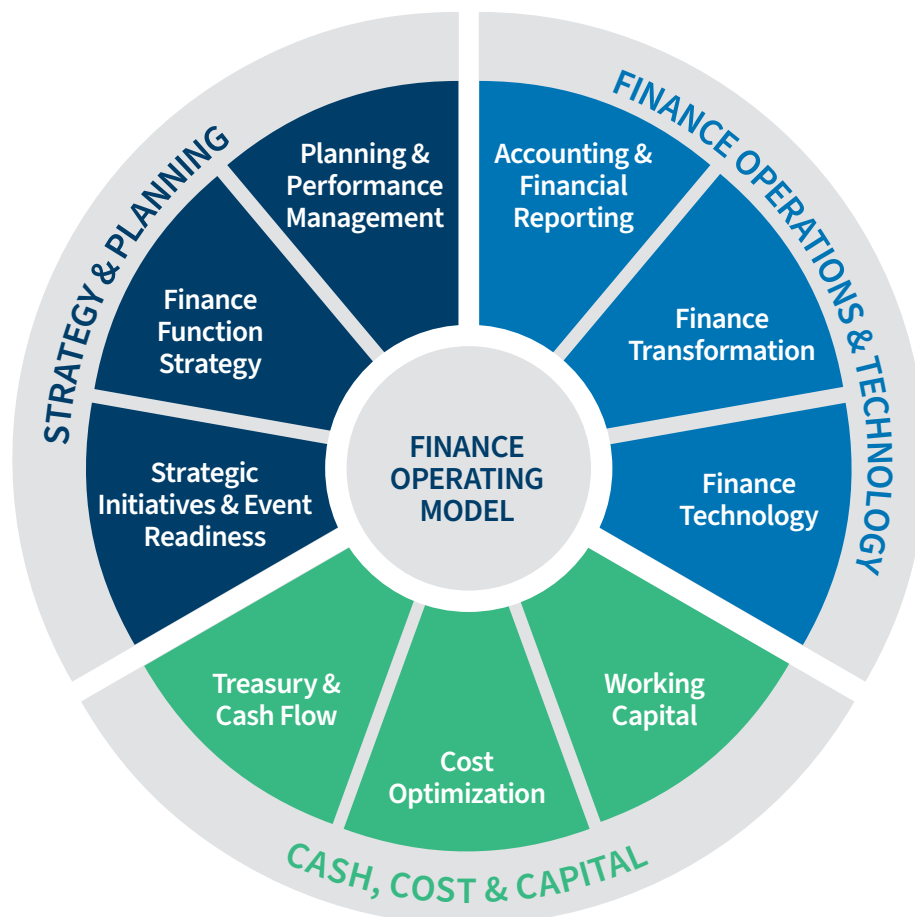 STRATEGY & PLANNING
Planning &
Performance
Management
Finance
Function
Strategy
Strategic
Initiatives & Event
Readiness
FINANCE OPERATIONS & TECHNOLOGY
Accounting &
Financial
Reporting
Finance
Transformation
Finance
Technology
FINANCE
OPERATING
MODEL
Treasury &
Cash Flow
Cost
Optimization
Working
Capital
CASH, COST & CAPITAL